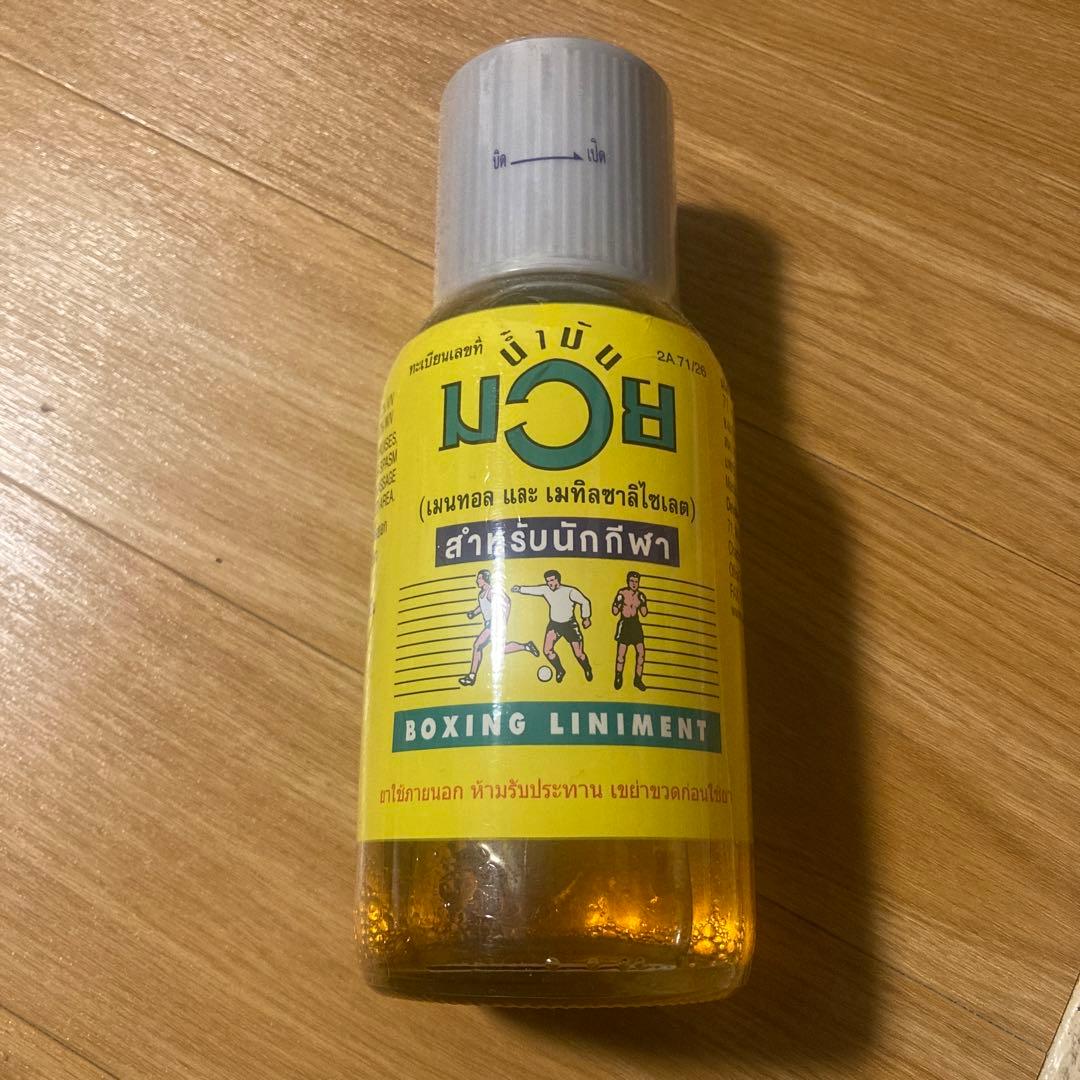 ปิด เปิด
ทะเบียนเลขที่ 2A 71/26
น้ำมัน
มวย
(เมนทอล และ เมทิลซาลิไซเลต)
สำหรับนักกีฬา
BOXING LINIMENT
ยาใช้ภายนอก ห้ามรับประทาน เขย่าขวดก่อนใช้ยา
SPASM
AREA.